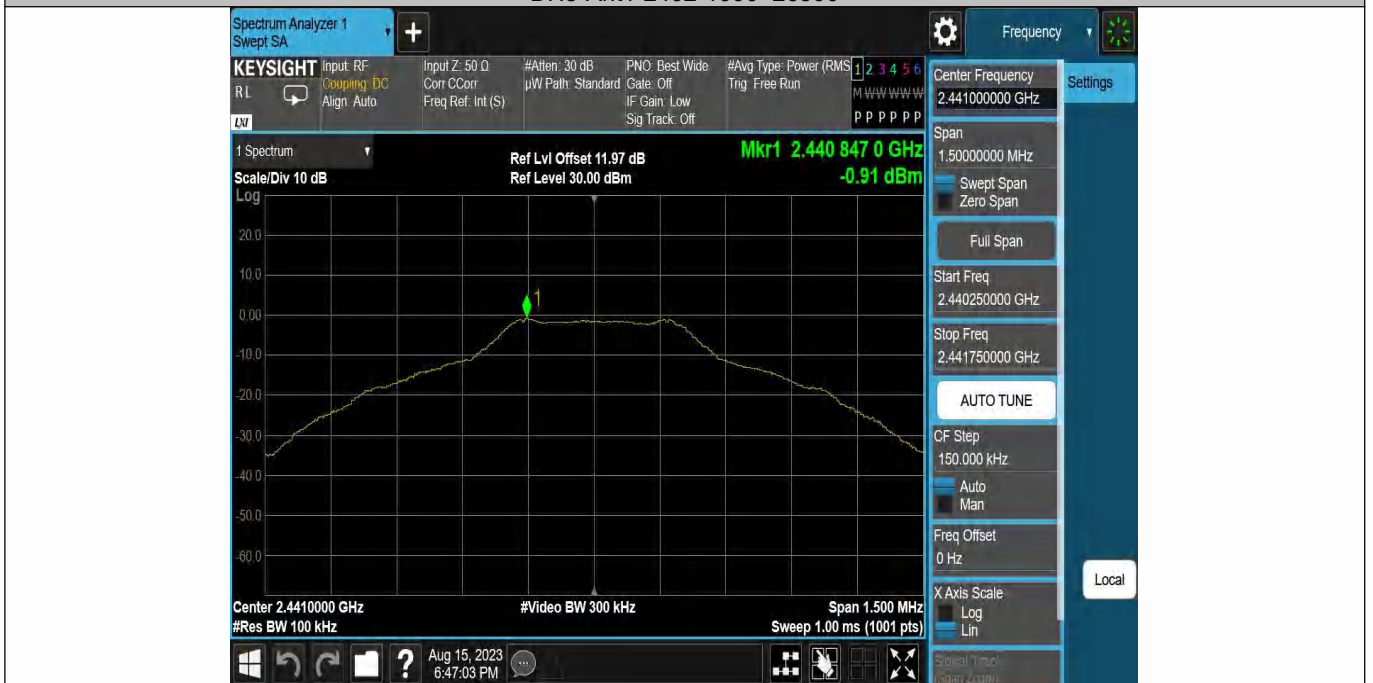 Spectrum Analyzer 1
Swept SA
+
Frequency
KEYSIGHT
RL
LXI
Input: RF
Coupling: DC
Align: Auto
Input Z: 50 Ω
Corr CCorr
Freq Ref: Int (S)
#Atten: 30 dB
µW Path: Standard
PNO: Best Wide
Gate: Off
IF Gain: Low
Sig Track: Off
#Avg Type: Power (RMS
Trig: Free Run
1 2 3 4 5 6
M W W W W W
P P P P P P
1 Spectrum
Scale/Div 10 dB
Ref Lvl Offset 11.97 dB
Ref Level 30.00 dBm
Mkr1 2.440 847 0 GHz
-0.91 dBm
Log
20.0
10.0
0.00
-10.0
-20.0
-30.0
-40.0
-50.0
-60.0
1
Center 2.4410000 GHz
#Res BW 100 kHz
#Video BW 300 kHz
Span 1.500 MHz
Sweep 1.00 ms (1001 pts)
Center Frequency
2.441000000 GHz
Settings
Span
1.50000000 MHz
Swept Span
Zero Span
Full Span
Start Freq
2.440250000 GHz
Stop Freq
2.441750000 GHz
AUTO TUNE
CF Step
150.000 kHz
Auto
Man
Freq Offset
0 Hz
X Axis Scale
Log
Lin
Signal Track
(Span Zoom)
Local
?
Aug 15, 2023
6:47:03 PM